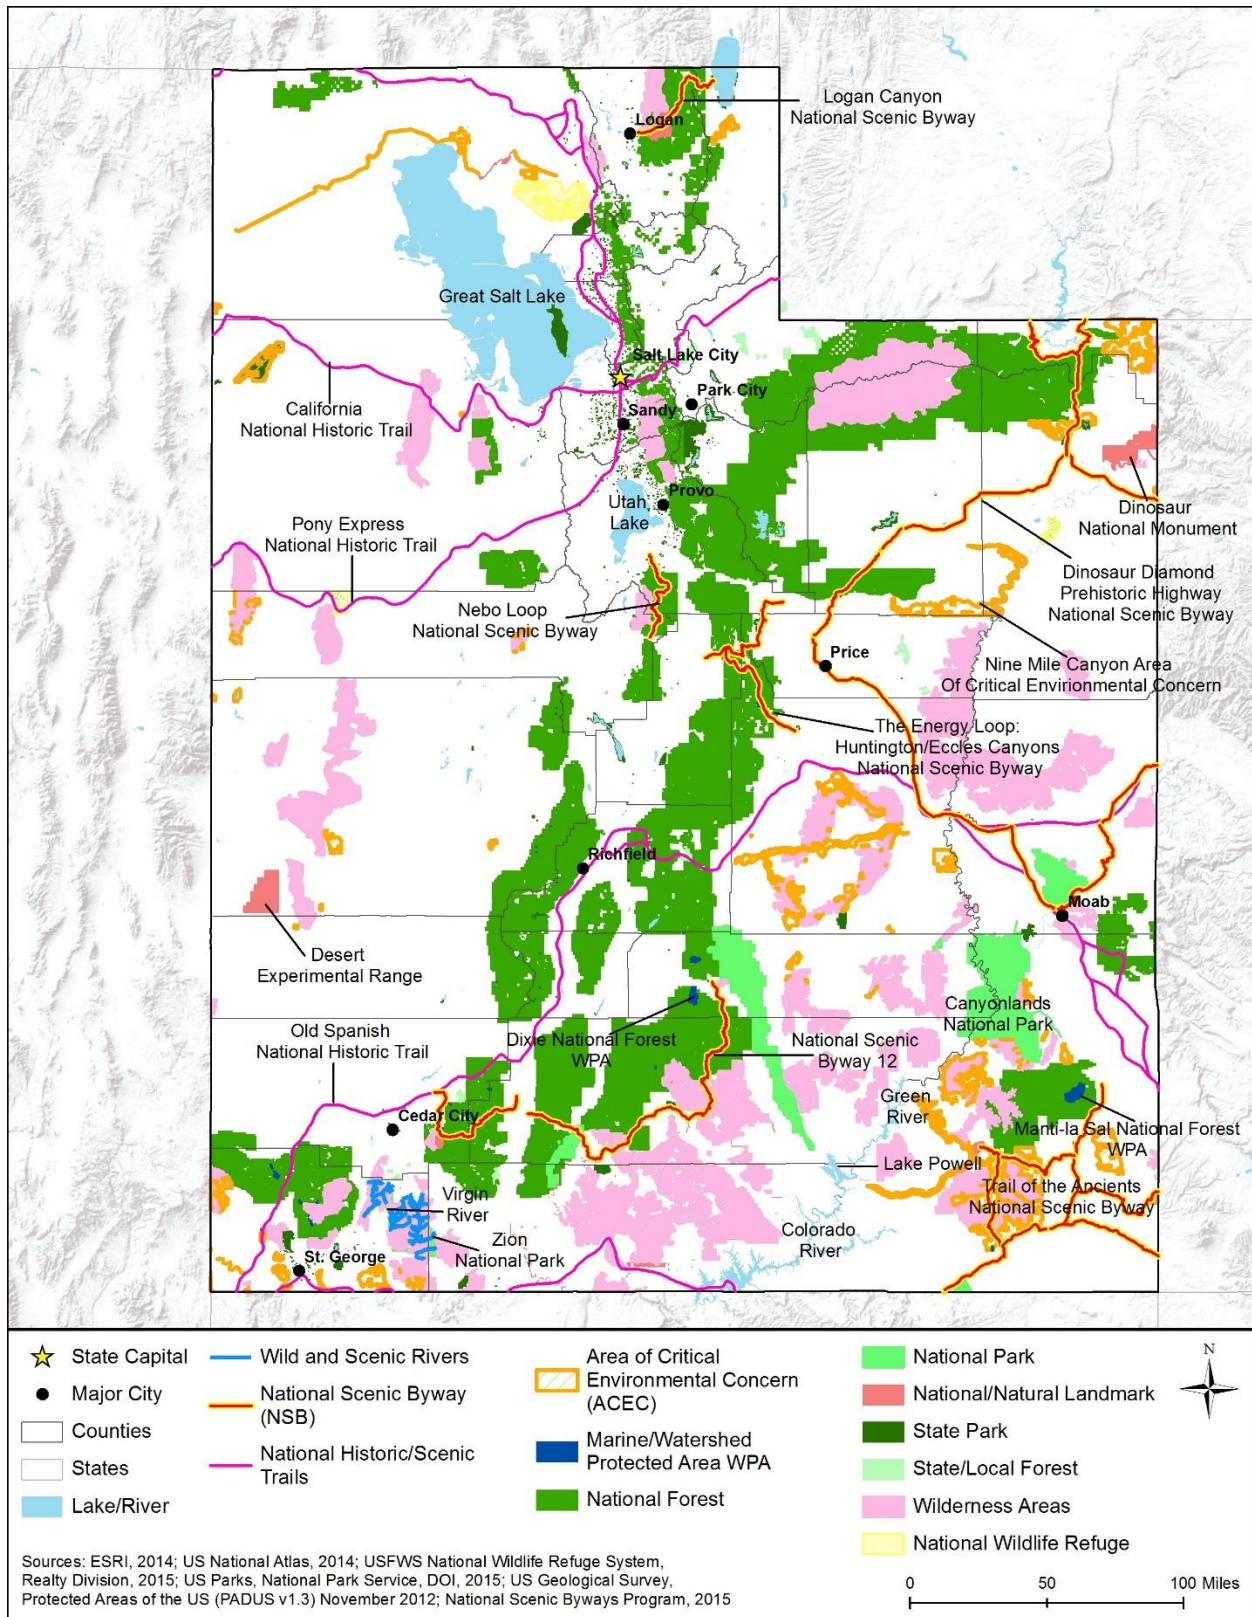 Logan Canyon
National Scenic Byway
Logan
Great Salt Lake
Salt Lake City
Park City
California
National Historic Trail
Sandy
Utah
Lake
Provo
Dinosaur
National Monument
Pony Express
National Historic Trail
Dinosaur Diamond
Prehistoric Highway
National Scenic Byway
Nebo Loop
National Scenic Byway
Price
Nine Mile Canyon Area
Of Critical Envirionmental Concern
The Energy Loop:
Huntington/Eccles Canyons
National Scenic Byway
Richfield
Moab
Desert
Experimental Range
Canyonlands
National Park
Old Spanish
National Historic Trail
Dixie National Forest
WPA
National Scenic
Byway 12
Green
River
Cedar City
Manti-la Sal National Forest
WPA
Lake Powell
Trail of the Ancients
National Scenic Byway
Virgin
River
Colorado
River
Zion
National Park
St. George
State Capital
Major City
Counties
States
Lake/River
Wild and Scenic Rivers
National Scenic Byway
(NSB)
National Historic/Scenic
Trails
Area of Critical
Environmental Concern
(ACEC)
Marine/Watershed
Protected Area WPA
National Forest
National Park
National/Natural Landmark
State Park
State/Local Forest
Wilderness Areas
National Wildlife Refuge
N
Sources: ESRI, 2014; US National Atlas, 2014; USFWS National Wildlife Refuge System,
Realty Division, 2015; US Parks, National Park Service, DOI, 2015; US Geological Survey,
Protected Areas of the US (PADUS v1.3) November 2012; National Scenic Byways Program, 2015
0 50 100 Miles